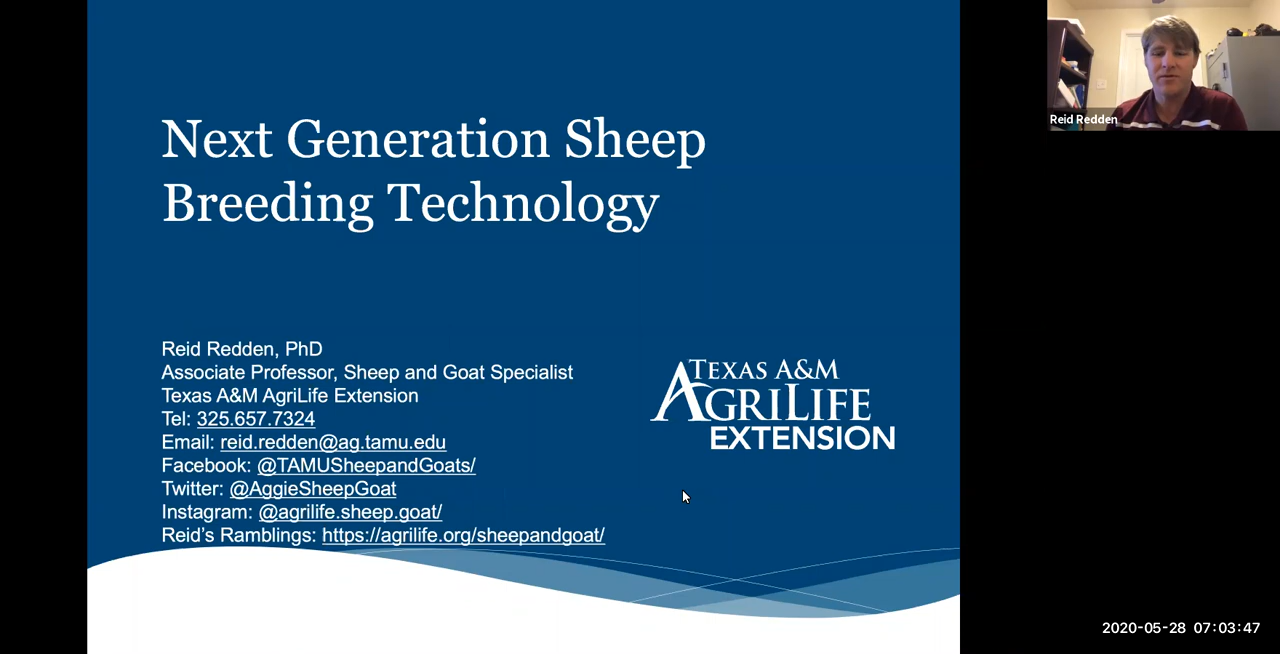 Next Generation Sheep
Breeding Technology
Reid Redden, PhD
Associate Professor, Sheep and Goat Specialist
Texas A&M AgriLife Extension
Tel: 325.657.7324
Email: reid.redden@ag.tamu.edu
Facebook: @TAMUSheepandGoats/
Twitter: @AggieSheepGoat
Instagram: @agrilife.sheep.goat/
Reid’s Ramblings: https://agrilife.org/sheepandgoat/
TEXAS A&M
AGRILIFE
EXTENSION
Reid Redden
2020-05-28 07:03:47